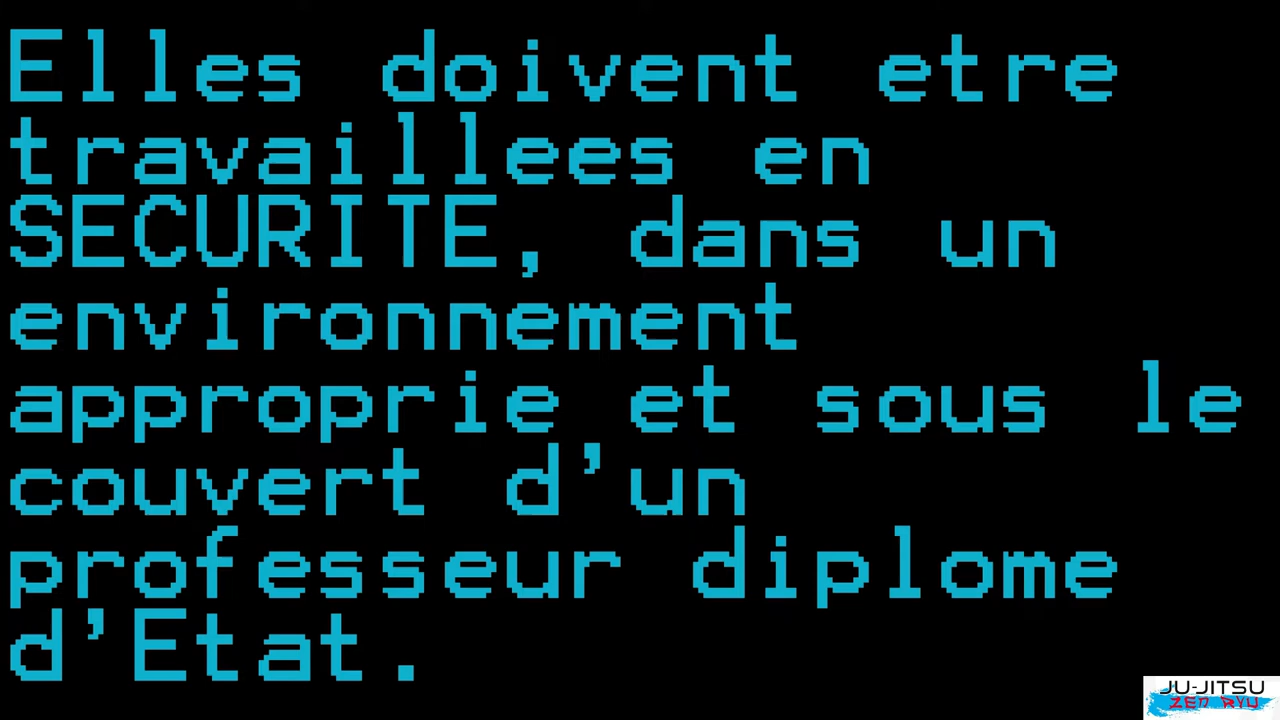 Elles doivent etre
travaillees en
SECURITE, dans un
environnement
approprie et sous le
couvert d'un
professeur diplome
d'Etat.
JU-JITSU
ZEN RYU